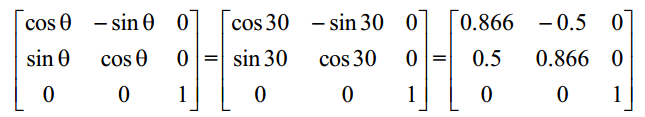 [cos θ  − sin θ  0]   [cos 30  − sin 30  0]   [0.866  − 0.5  0]
[sin θ  cos θ  0] = [sin 30  cos 30  0] = [0.5  0.866  0]
[0  0  1]   [0  0  1]   [0  0  1]